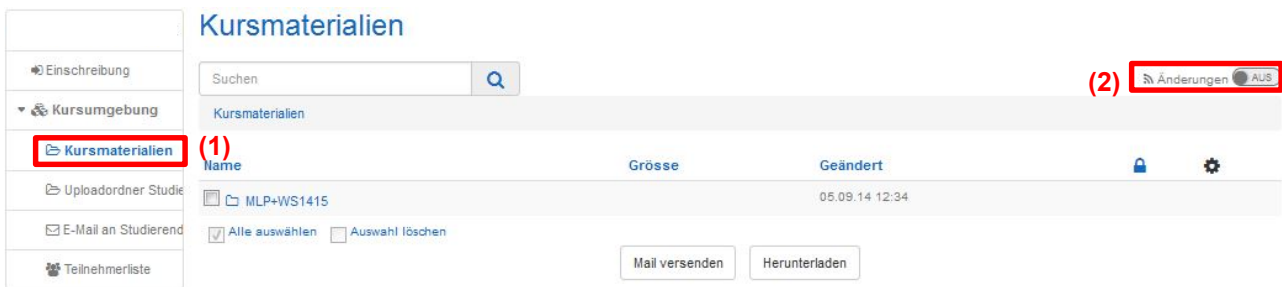 Kursmaterialien
Einschreibung
Suchen
(2) Änderungen AUS
Kursumgebung
Kursmaterialien
Kursmaterialien (1)
Name Grösse Geändert
Uploadordner Studie
MLP+WS1415 05.09.14 12:34
E-Mail an Studierend
Alle auswählen Auswahl löschen
Teilnehmerliste
Mail versenden Herunterladen